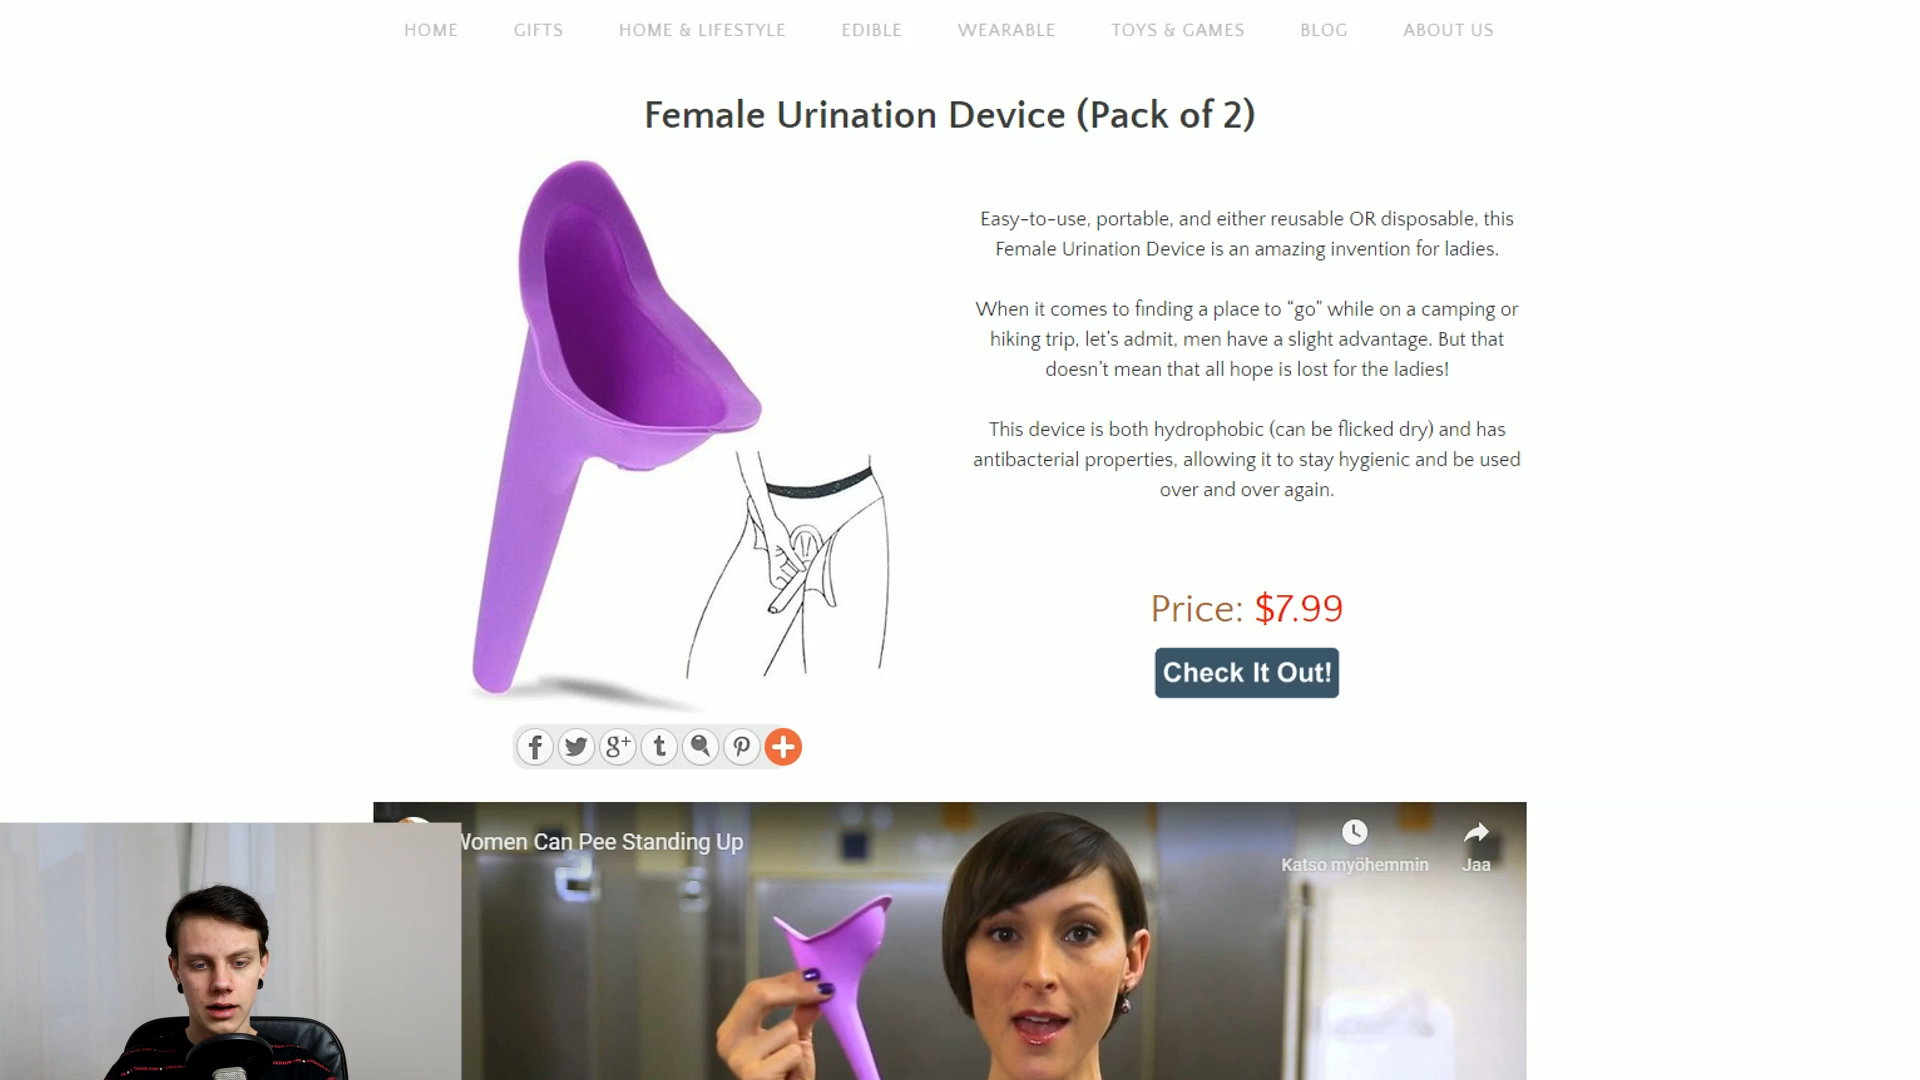 HOME GIFTS HOME & LIFESTYLE EDIBLE WEARABLE TOYS & GAMES BLOG ABOUT US
Female Urination Device (Pack of 2)
Easy-to-use, portable, and either reusable OR disposable, this
Female Urination Device is an amazing invention for ladies.
When it comes to finding a place to “go” while on a camping or
hiking trip, let’s admit, men have a slight advantage. But that
doesn’t mean that all hope is lost for the ladies!
This device is both hydrophobic (can be flicked dry) and has
antibacterial properties, allowing it to stay hygienic and be used
over and over again.
Price: $7.99
Check It Out!
f g+ t
Women Can Pee Standing Up
Katso myöhemmin
Jaa